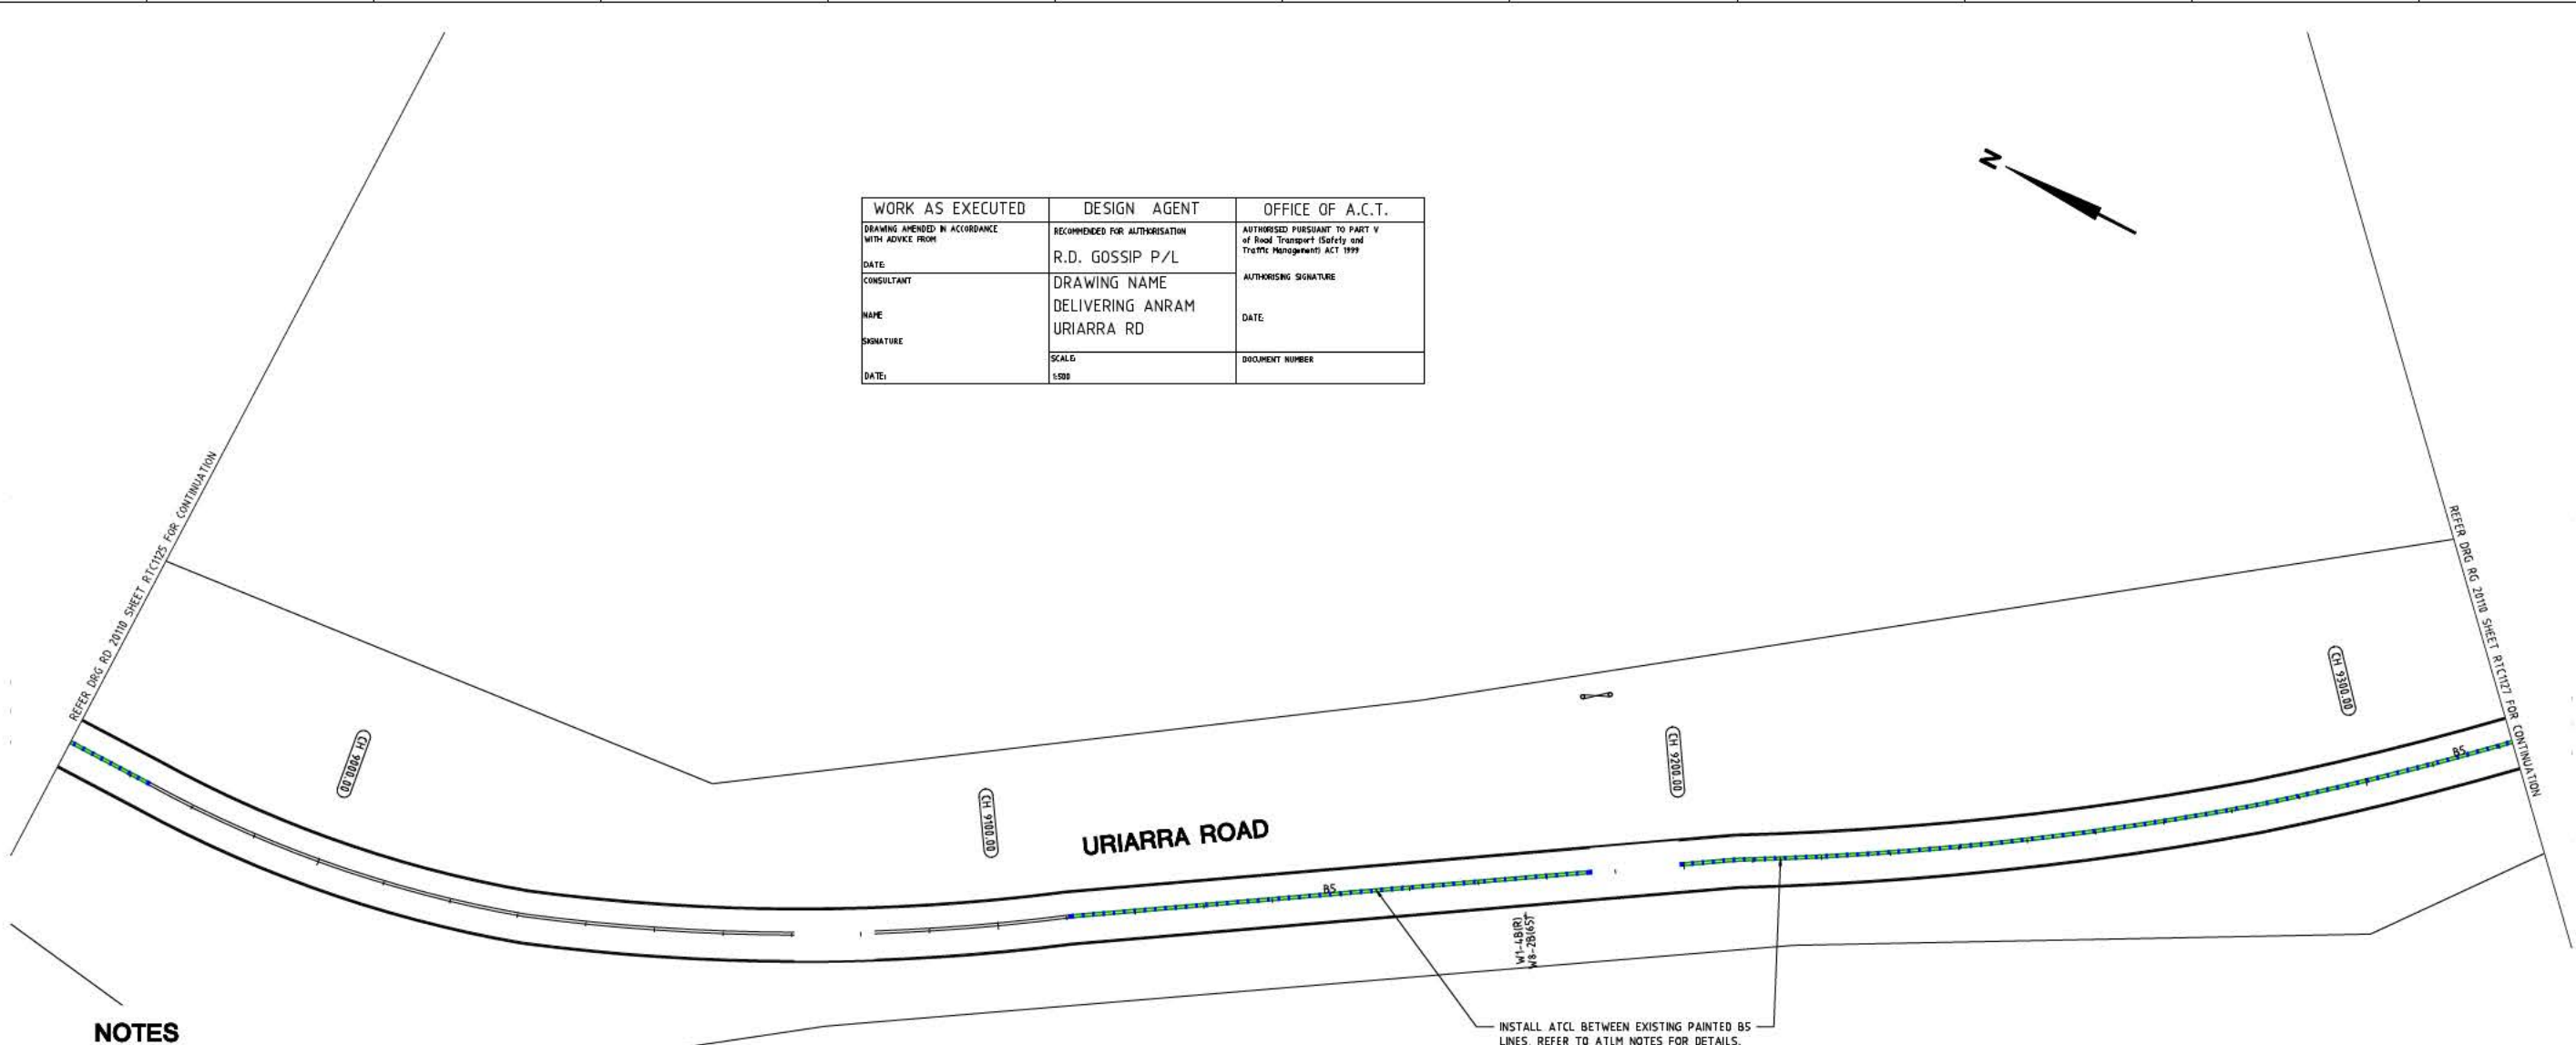 N
WORK AS EXECUTED
DRAWING AMENDED IN ACCORDANCE
WITH ADVICE FROM
DATE:
CONSULTANT
NAME
SIGNATURE
DATE:
DESIGN AGENT
RECOMMENDED FOR AUTHORISATION
R.D. GOSSIP P/L
DRAWING NAME
DELIVERING ANRAM
URIARRA RD
SCALE:
1:500
OFFICE OF A.C.T.
AUTHORISED PURSUANT TO PART V
of Road Transport (Safety and
Traffic Management) ACT 1999
AUTHORISING SIGNATURE
DATE:
DOCUMENT NUMBER
REFER DRG RD 20110 SHEET RTC1125 FOR CONTINUATION
REFER DRG RG 20110 SHEET RTC1127 FOR CONTINUATION
CH 9000.00
CH 9100.00
CH 9200.00
CH 9300.00
URIARRA ROAD
B5
B5
W1-4B(R)
W8-2B(65)
INSTALL ATCL BETWEEN EXISTING PAINTED B5
LINES. REFER TO ATLM NOTES FOR DETAILS.
NOTES